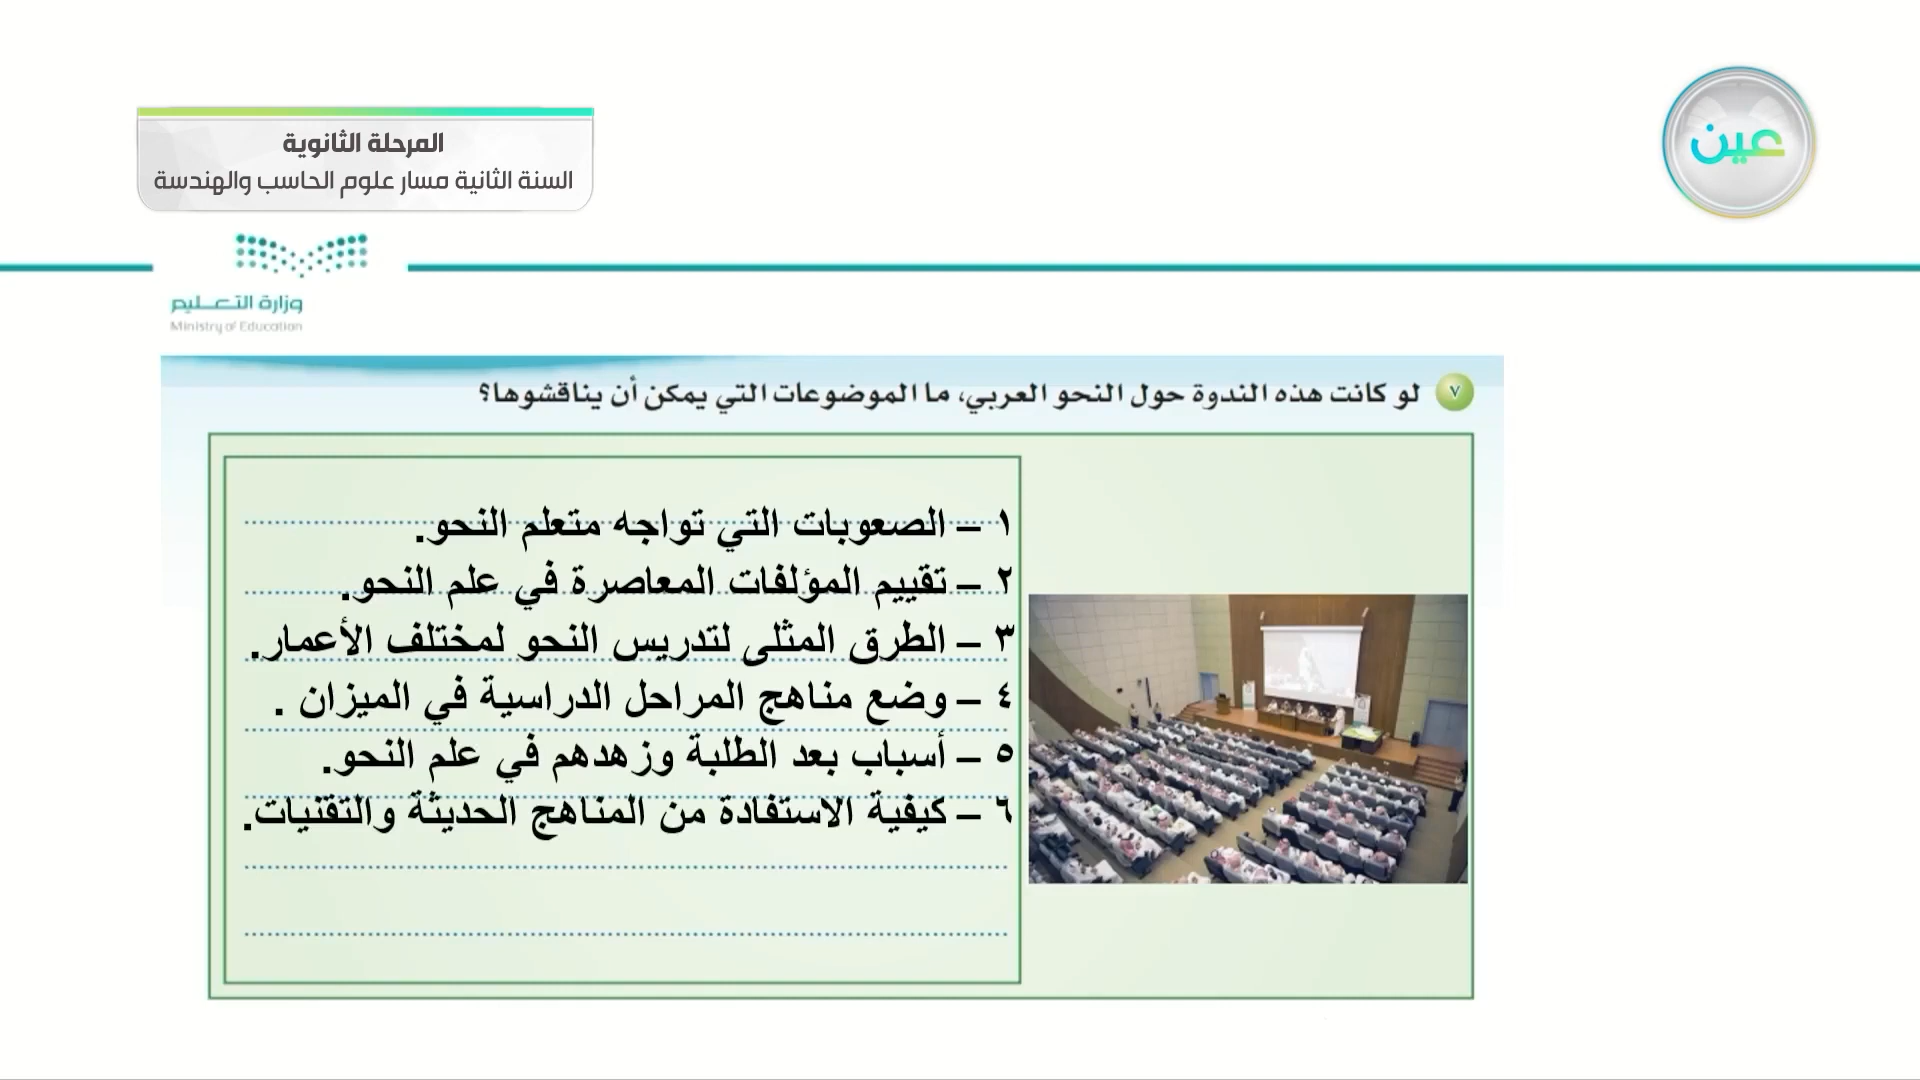 المرحلة الثانوية
السنة الثانية مسار علوم الحاسب والهندسة
عين
وزارة التعـــليم
Ministry of Education
٧ لو كانت هذه الندوة حول النحو العربي، ما الموضوعات التي يمكن أن يناقشوها؟
١ – الصعوبات التي تواجه متعلم النحو.
٢ – تقييم المؤلفات المعاصرة في علم النحو.
٣ – الطرق المثلى لتدريس النحو لمختلف الأعمار.
٤ – وضع مناهج المراحل الدراسية في الميزان .
٥ – أسباب بعد الطلبة وزهدهم في علم النحو.
٦ – كيفية الاستفادة من المناهج الحديثة والتقنيات.